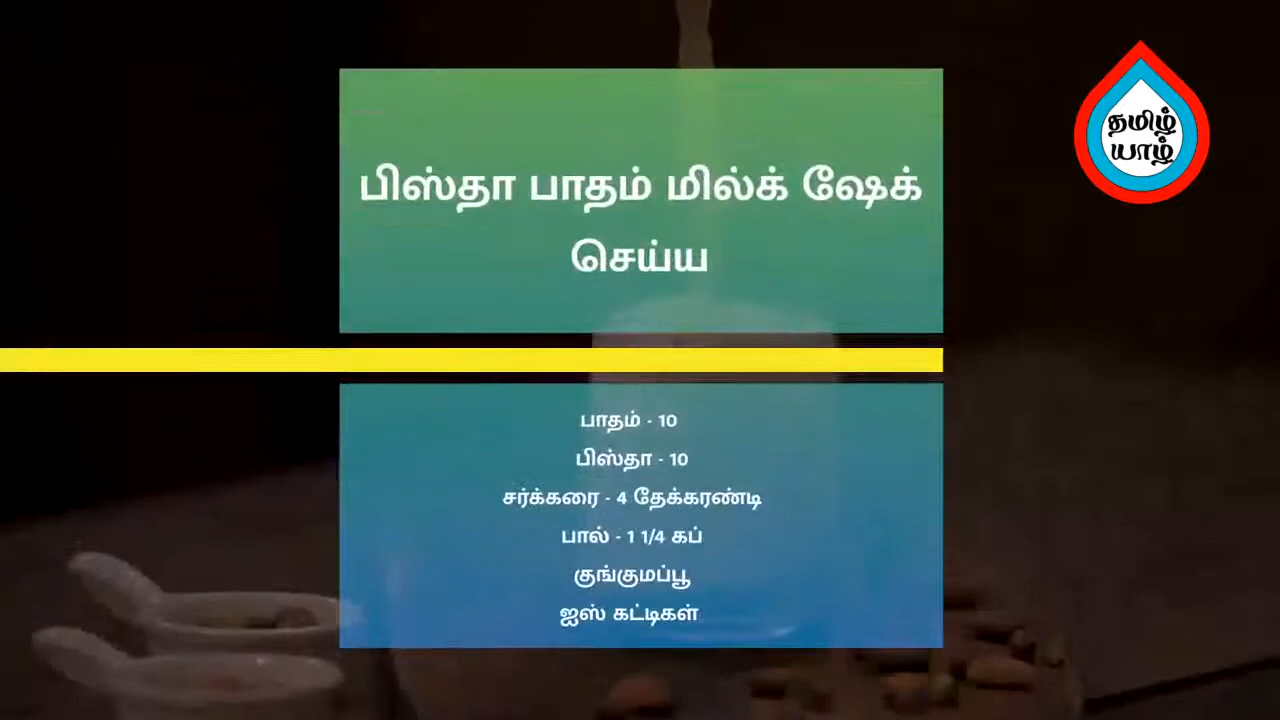 தமிழ்
யாழ்
பிஸ்தா பாதம் மில்க் ஷேக்
செய்ய
பாதம் - 10
பிஸ்தா - 10
சர்க்கரை - 4 தேக்கரண்டி
பால் - 1 1/4 கப்
குங்குமப்பூ
ஐஸ் கட்டிகள்